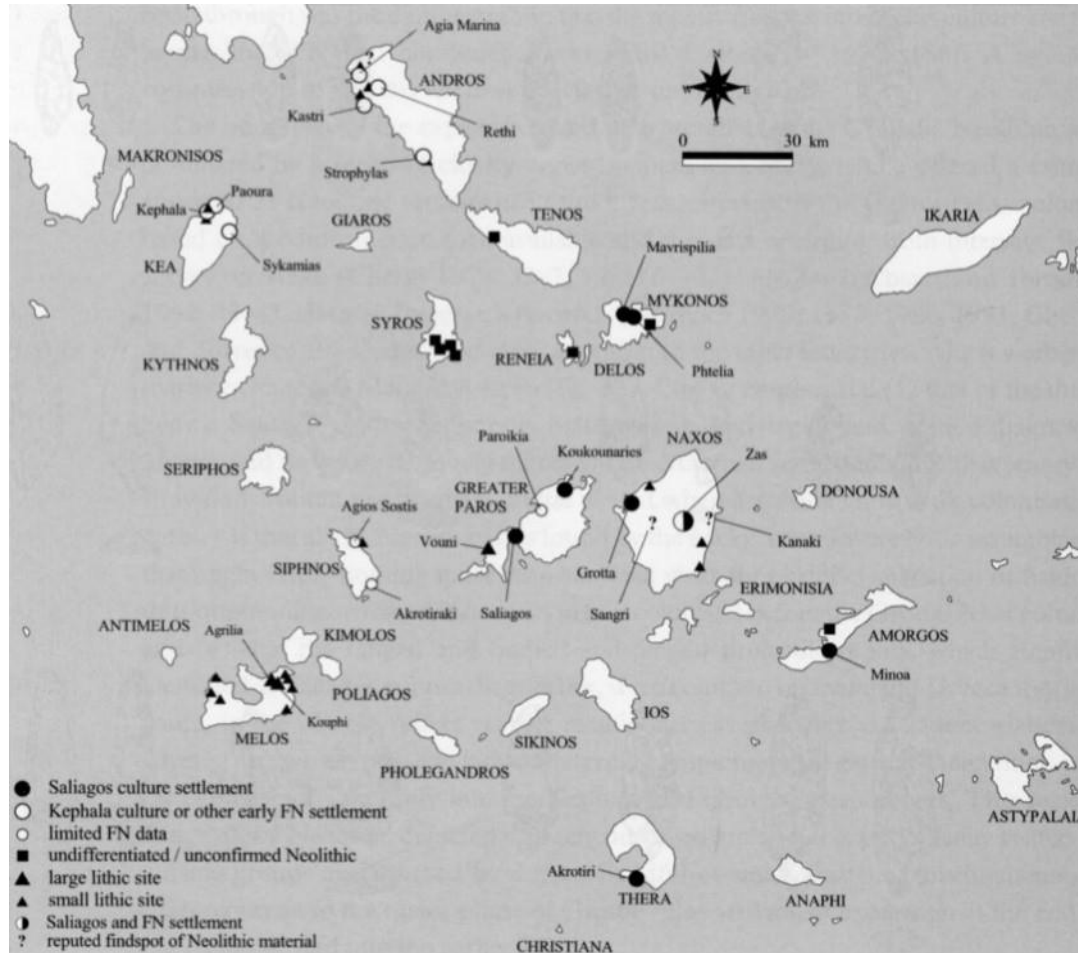 Agia Marina
?
ANDROS
N
W
E
S
Kastri
Rethi
0
30 km
MAKRONISOS
Strophylas
Paoura
Kephala
GIAROS
TENOS
IKARIA
Mavrispilia
KEA
Sykamias
MYKONOS
SYROS
RENEIA
DELOS
Phtelia
KYTHNOS
Paroikia
NAXOS
Koukounaries
Zas
SERIPHOS
GREATER
PAROS
DONOUSA
Agios Sostis
Vouni
?
?
Kanaki
SIPHNOS
Grotta
ERIMONISIA
Akrotiraki
Saliagos
Sangri
ANTIMELOS
KIMOLOS
AMORGOS
Agrilia
Minoa
POLIAGOS
IOS
Kouphi
MELOS
SIKINOS
PHOLEGANDROS
Saliagos culture settlement
Kephala culture or other early FN settlement
ASTYPALAIA
limited FN data
undifferentiated / unconfirmed Neolithic
large lithic site
Akrotiri
small lithic site
THERA
ANAPHI
Saliagos and FN settlement
? reputed findspot of Neolithic material
CHRISTIANA